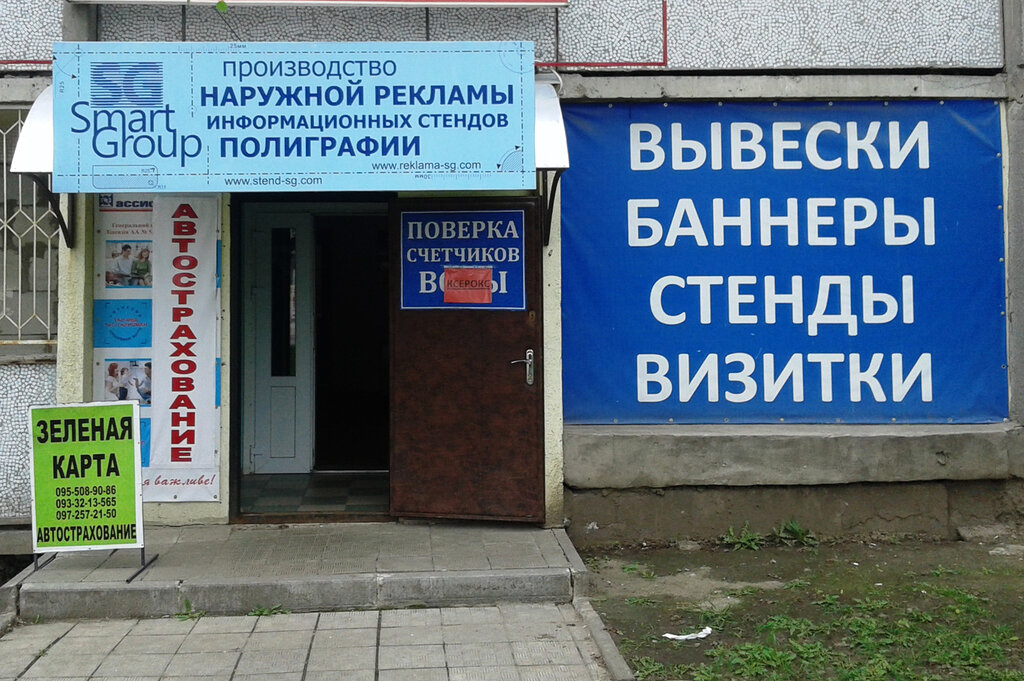 SG
Smart
Group
ПРОИЗВОДСТВО
НАРУЖНОЙ РЕКЛАМЫ
ИНФОРМАЦИОННЫХ СТЕНДОВ
ПОЛИГРАФИИ
www.reklama-sg.com
www.stend-sg.com
ВЫВЕСКИ
БАННЕРЫ
СТЕНДЫ
ВИЗИТКИ
ПОВЕРКА
СЧЕТЧИКОВ
КСЕРОКС
АВТОСТРАХОВАНИЕ
важливе!
ЗЕЛЕНАЯ
КАРТА
095-508-90-86
093-32-13-565
097-257-21-50
АВТОСТРАХОВАНИЕ